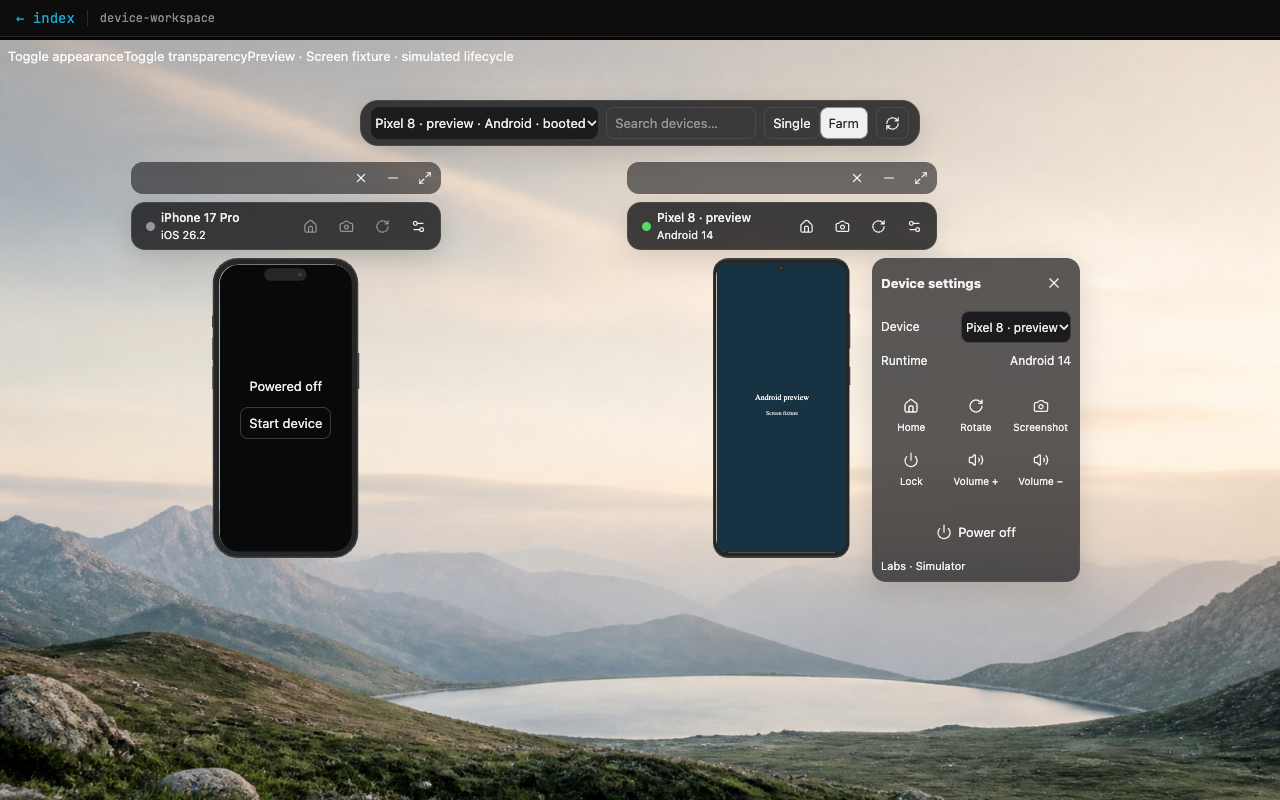 ← index device-workspace
Toggle appearanceToggle transparencyPreview · Screen fixture · simulated lifecycle
Pixel 8 · preview · Android · booted Search devices... Single Farm
iPhone 17 Pro
iOS 26.2
Pixel 8 · preview
Android 14
Powered off
Start device
Android preview
Screen fixture
Device settings
Device Pixel 8 · preview
Runtime Android 14
Home Rotate Screenshot
Lock Volume + Volume −
Power off
Labs · Simulator